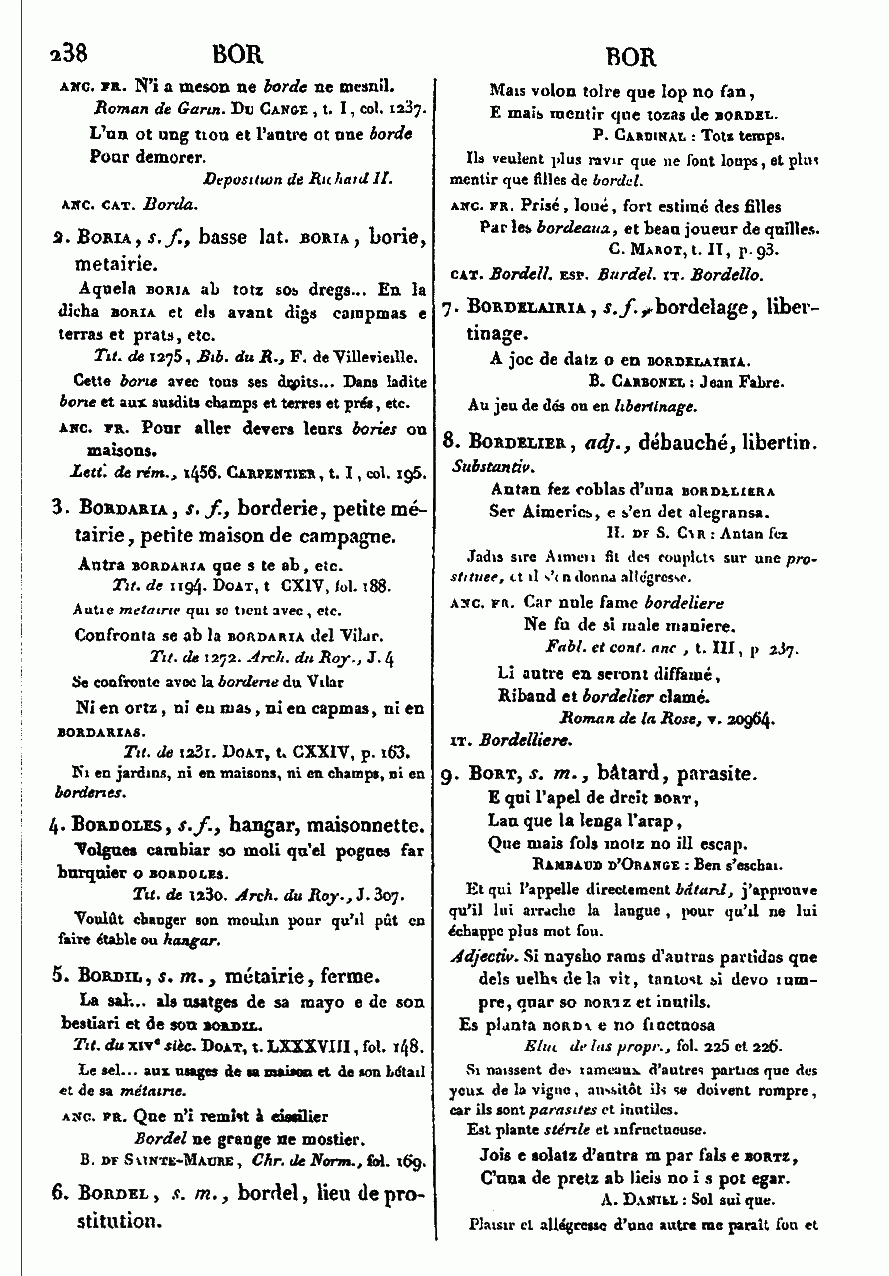 238 BOR
BOR
ANC. FR. N'i a meson ne borde ne mesnil.
Roman de Garin. DU CANGE, t. I, col. 1237.
L'un ot ung tion et l'autre ot une borde
Pour demorer.
Deposition de Richard II.
ANC. CAT. Borda.
2. BORIA, s. f., basse lat. BORIA, borie,
metairie.
Aquela BORIA ab totz sos dregs... En la
dicha BORIA et els avant digs campmas e
terras et prats, etc.
Tit. de 1275, Bib. du R., F. de Villevieille.
Cette borie avec tous ses droits... Dans ladite
borie et aux susdits champs et terres et prés, etc.
ANC. FR. Pour aller devers leurs bories ou
maisons.
Lett. de rém., 1456. CARPENTIER, t. I, col. 195.
3. BORDARIA, s. f., borderie, petite mé-
tairie, petite maison de campagne.
Autra BORDARIA que s te ab, etc.
Tit. de 1194. DOAT, t CXIV, fol. 188.
Autre metairie qui se tient avec, etc.
Confronta se ab la BORDARIA del Vilar.
Tit. de 1272. Arch. du Roy., J. 4
Se confronte avec la borderie du Vilar
Ni en ortz, ni en mas, ni en capmas, ni en
BORDARIAS.
Tit. de 1231. DOAT, t. CXXIV, p. 163.
Ni en jardins, ni en maisons, ni en champs, ni en
borderies.
4. BORDOLES, s. f., hangar, maisonnette.
Volgues cambiar so moli qu'el pogues far
burquier o BORDOLES.
Tit. de 1230. Arch. du Roy., J. 307.
Voulût changer son moulin pour qu'il pût en
faire étable ou hangar.
5. BORDIL, s. m., métairie, ferme.
La sal... als usatges de sa mayo e de son
bestiari et de son BORDIL.
Tit. du XIVe sièc. DOAT, t. LXXXVIII, fol. 148.
Le sel... aux usages de sa maison et de son bétail
et de sa métairie.
ANC. FR. Que n'i remist à eissilier
Bordel ne grange ne mostier.
B. DE SAINTE-MAURE, Chr. de Norm., fol. 169.
6. BORDEL, s. m., bordel, lieu de pro-
stitution.
Mais volon tolre que lop no fan,
E mais mentir que tozas de BORDEL.
P. CARDINAL : Totz temps.
Ils veulent plus ravir que ne font loups, et plus
mentir que filles de bordel.
ANC. FR. Prisé, loué, fort estimé des filles
Par les bordeaux, et beau joueur de quilles.
C. MAROT, t. II, p. 93.
CAT. Bordell. ESP. Burdel. IT. Bordello.
7. BORDELAIRIA, s. f., bordelage, liber-
tinage.
A joc de datz o en BORDELAIRIA.
B. CARBONEL : Jean Fabre.
Au jeu de dés ou en libertinage.
8. BORDELIER, adj., débauché, libertin.
Substantiv.
Antan fez coblas d'una BORDELIERA
Ser Aimerics, e s'en det alegransa.
H. DE S. CYR : Antan fez
Jadis sire Aimeri fit des couplets sur une pro-
stituee, et il s'en donna allégresse.
ANC. FR. Car nule fame bordeliere
Ne fu de si male maniere.
Fabl. et cont. anc, t. III, p 237.
Li autre en seront diffamé,
Ribaud et bordelier clamé.
Roman de la Rose, v. 20964.
IT. Bordelliere.
9. BORT, s. m., bâtard, parasite.
E qui l'apel de dreit BORT,
Lau que la lenga l'arap,
Que mais fols motz no ill escap.
RAMBAUD D'ORANGE : Ben s'eschai.
Et qui l'appelle directement bâtard, j'approuve
qu'il lui arrache la langue, pour qu'il ne lui
échappe plus mot fou.
Adjectiv. Si naysho rams d'autras partidas que
dels uelhs de la vit, tantost si devo rum-
pre, quar so BORTZ et inutils.
Es planta BORDA e no fructuosa
Eluc de las propr., fol. 225 et 226.
Si naissent des rameaux d'autres parties que des
yeux de la vigne, aussitôt ils se doivent rompre,
car ils sont parasites et inutiles.
Est plante stérile et infructueuse.
Jois e solatz d'autra m par fals e BORTZ,
C'una de pretz ab lieis no i s pot egar.
A. DANIEL : Sol sui que.
Plaisir et allégresse d'une autre me paraît fou et